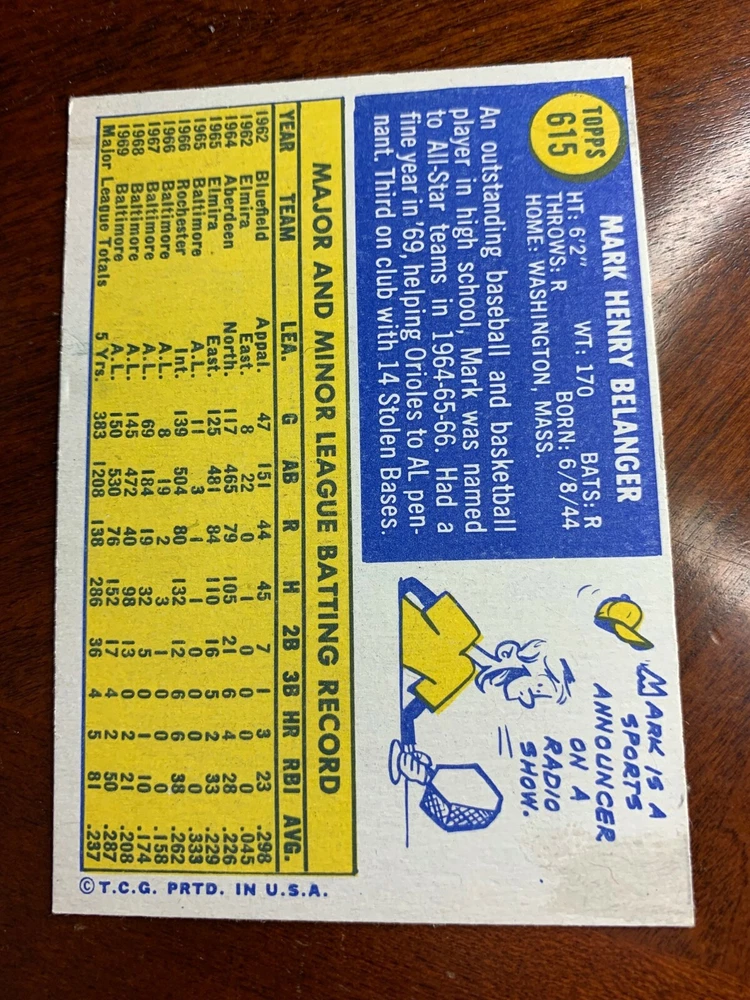 TOPPS
615
MARK HENRY BELANGER
HT: 6'2" WT: 170 BATS: R
THROWS: R BORN: 6/8/44
HOME: WASHINGTON, MASS.
An outstanding baseball and basketball
player in high school, Mark was named
to All-Star teams in 1964-65-66. Had a
fine year in '69, helping Orioles to AL pen-
nant. Third on club with 14 Stolen Bases.
MARK IS A
SPORTS
ANNOUNCER
ON A
RADIO
SHOW.
MAJOR AND MINOR LEAGUE BATTING RECORD
YEAR TEAM LEA. G AB R H 2B 3B HR RBI AVG.
1962 Bluefield Appal. 47 151 44 45 7 1 3 23 .298
1962 Elmira East. 8 22 0 1 0 0 0 0 .045
1964 Aberdeen North. 117 465 79 105 21 6 4 28 .226
1965 Elmira East. 125 481 84 110 16 5 2 33 .229
1965 Baltimore A.L. 11 3 1 1 0 0 0 0 .333
1966 Rochester Int. 139 504 80 132 12 6 6 38 .262
1966 Baltimore A.L. 8 19 2 3 1 0 0 0 .158
1967 Baltimore A.L. 69 184 19 32 5 0 1 10 .174
1968 Baltimore A.L. 145 472 40 98 13 0 2 21 .208
1969 Baltimore A.L. 150 530 76 152 17 4 2 50 .287
Major League Totals 5 Yrs. 383 1208 138 286 36 4 5 81 .237
© T.C.G. PRTD. IN U.S.A.